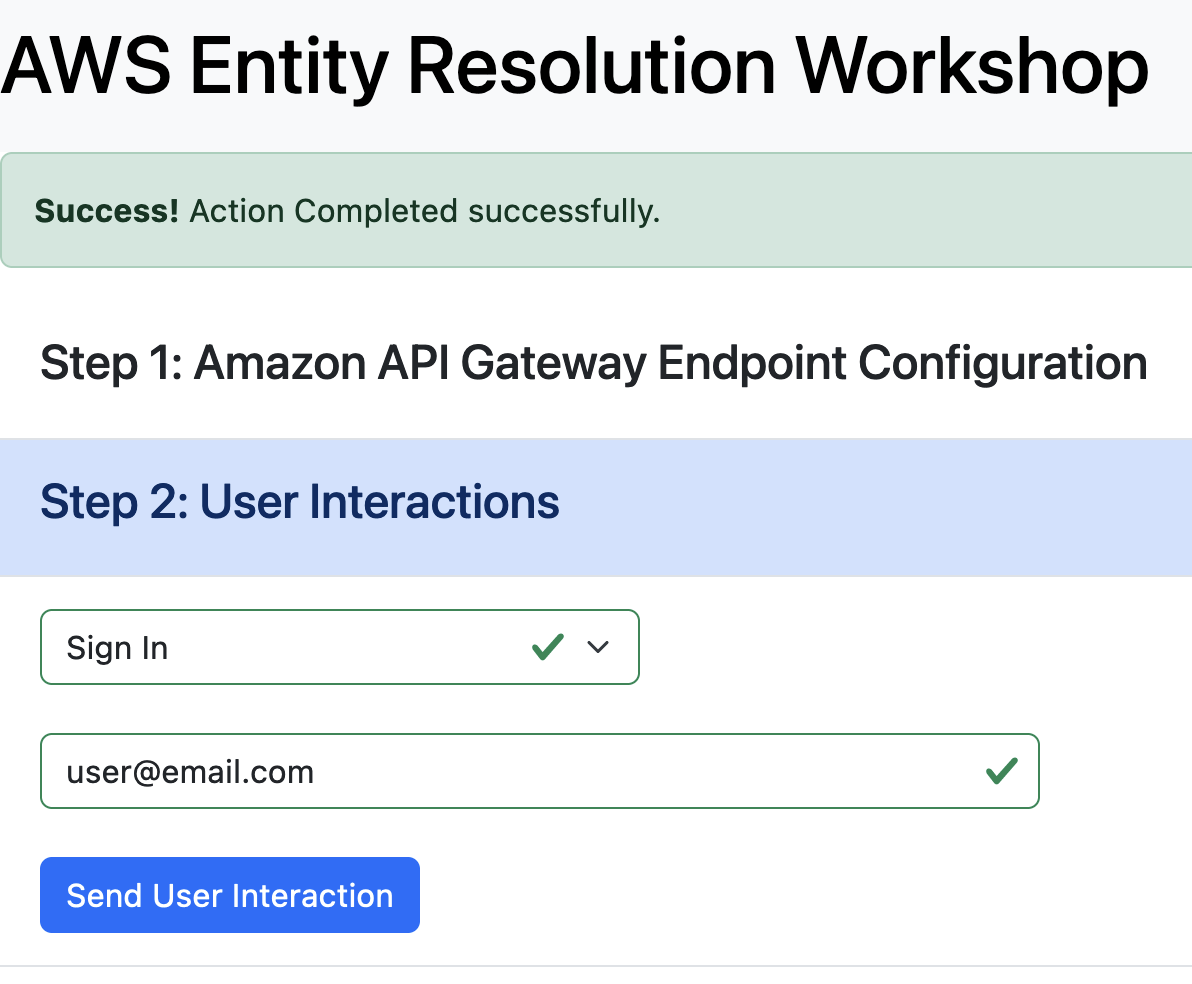 AWS Entity Resolution Workshop
Success! Action Completed successfully.
Step 1: Amazon API Gateway Endpoint Configuration
Step 2: User Interactions
Sign In
user@email.com
Send User Interaction